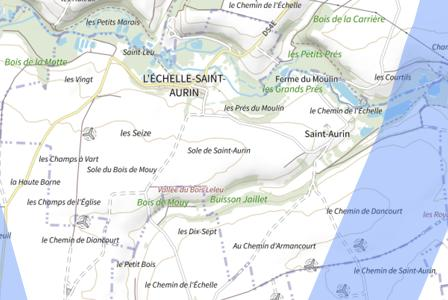 le Chemin de l'Échelle
Bois de la Carrière
les Petits Marais
D54E
Saint-Leu
les Petits Prés
Bois de la Motte
les Vingt
L'ÉCHELLE-SAINT-
AURIN
Ferme du Moulin
les Courtils
les Grands Prés
les Prés du Moulin
le Chemin de l'Échelle
les Seize
Saint-Aurin
Sole de Saint-Aurin
les Champs à Vart
Sole du Bois de Mouy
la Haute Borne
Vallée du Bois Leleu
les Champs de l'Église
Bois de Mouy
Buisson Jaillet
le Chemin de Dancourt
les Dix-Sept
le Chemin de Diancourt
Au Chemin d'Armancourt
le Petit Bois
le Chemin de Saint-Aurin
le Chemin de l'Échelle